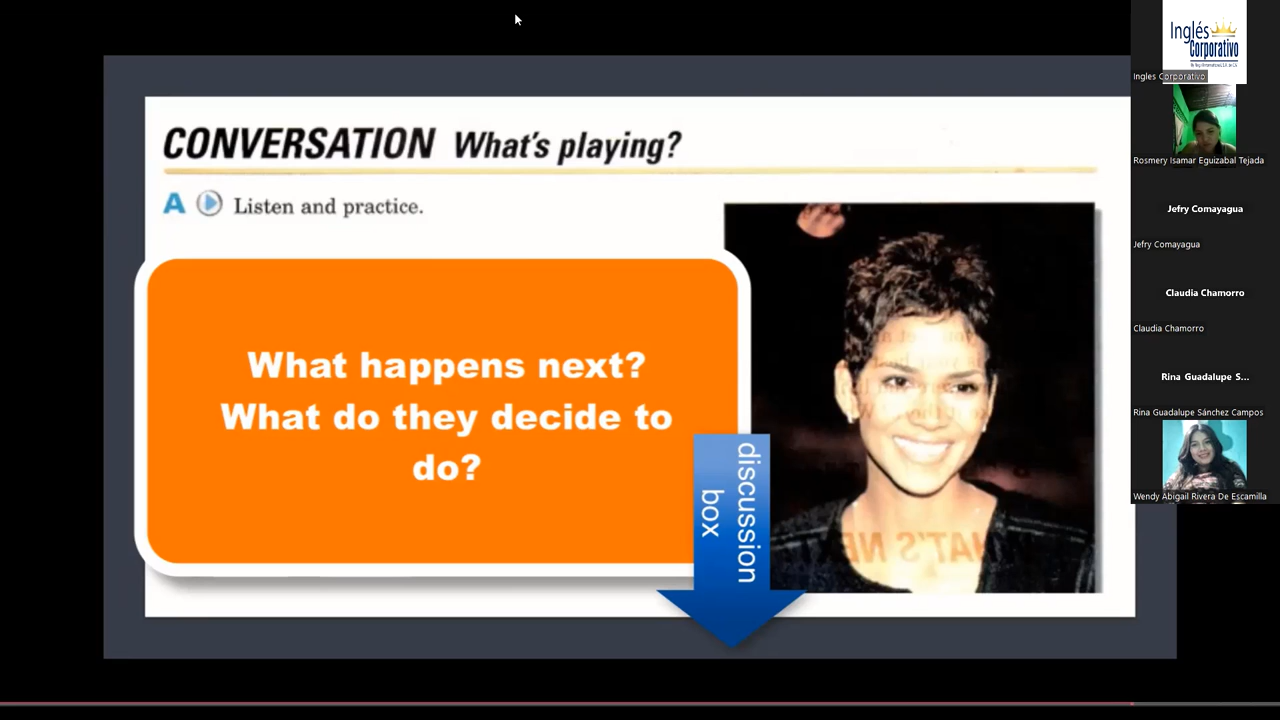 CONVERSATION What's playing?
A Listen and practice.
What happens next?
What do they decide to
do?
discussion
box
Inglés
Corporativo
Ingles Corporativo
Rosmery Isamar Eguizabal Tejada
Jefry Comayagua
Jefry Comayagua
Claudia Chamorro
Claudia Chamorro
Rina Guadalupe S...
Rina Guadalupe Sánchez Campos
Wendy Abigail Rivera De Escamilla